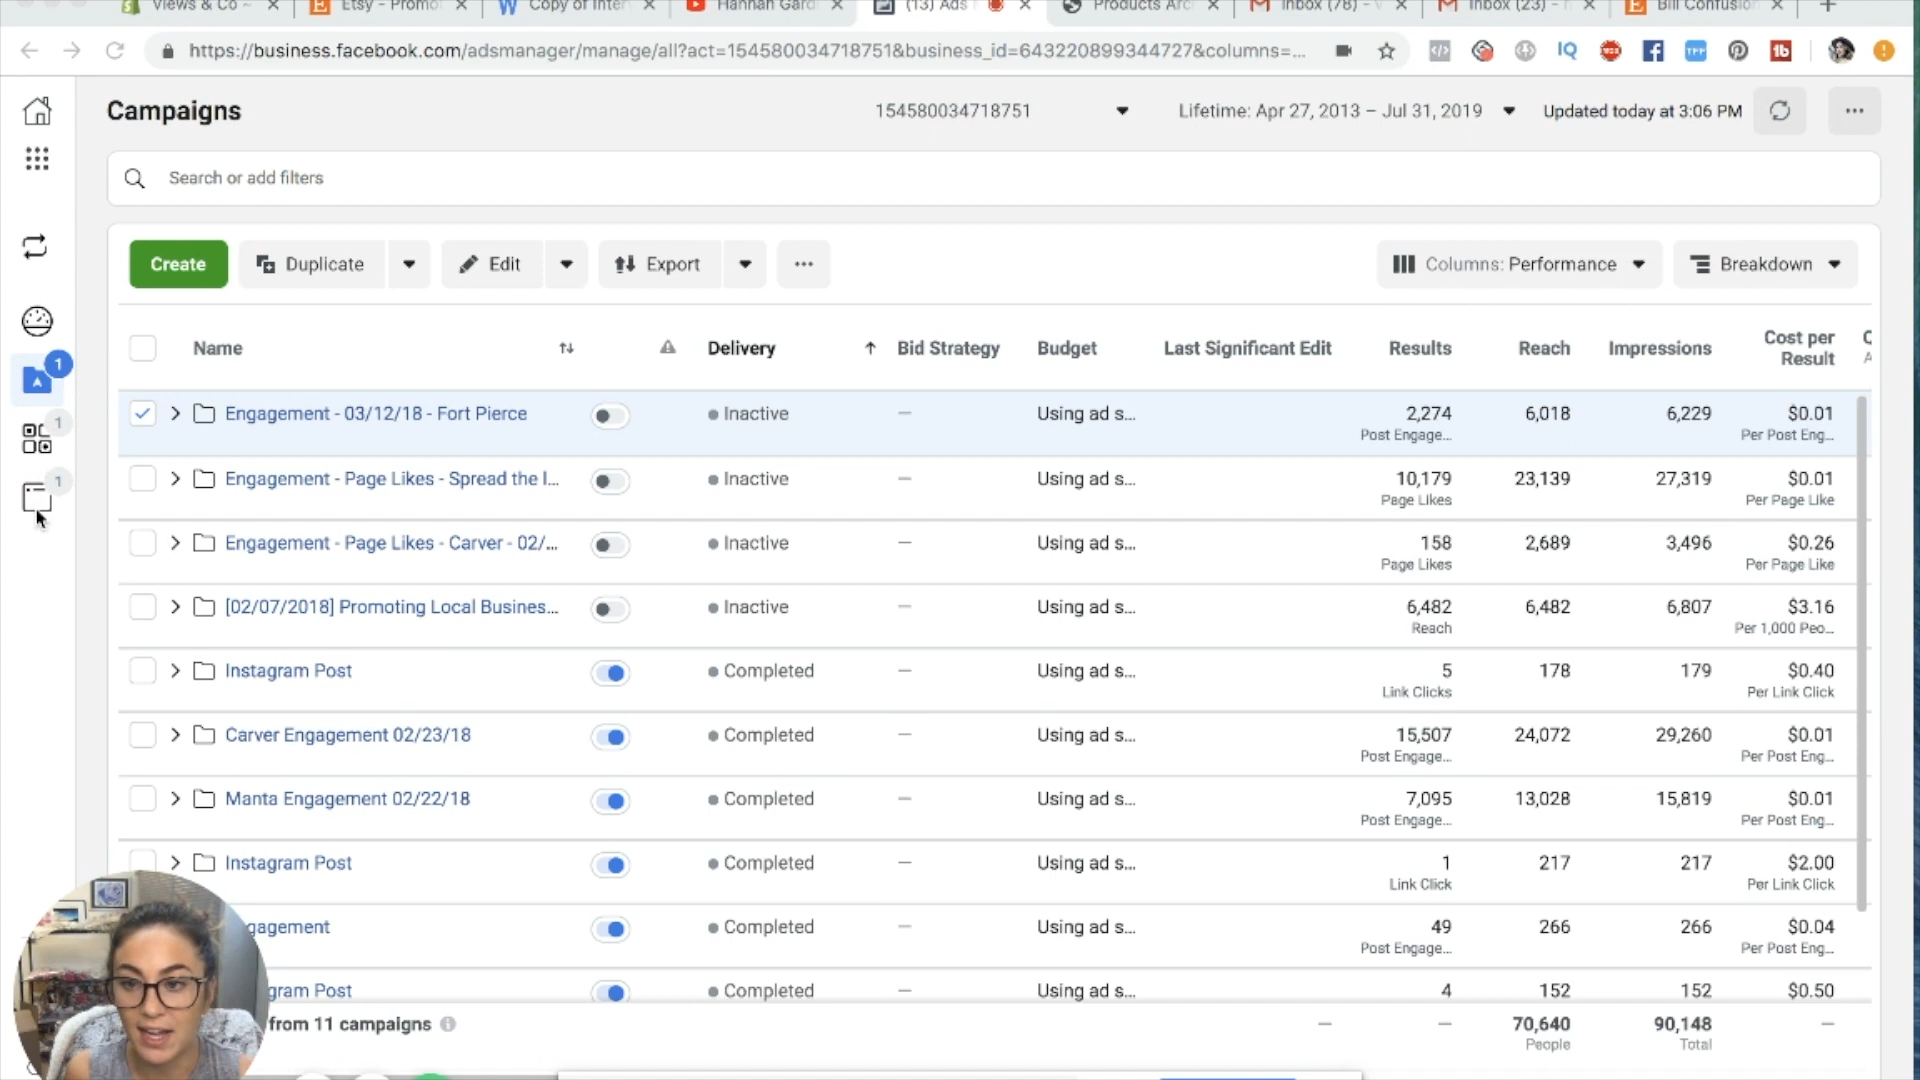 Views & Co
Etsy - Promo
Copy of Inter
Hannah Gard
(13) Ads
Products Arc
Inbox (78) -
Inbox (23) -
Bill Confusion
https://business.facebook.com/adsmanager/manage/all?act=154580034718751&business_id=643220899344727&columns=...
Campaigns
154580034718751
Lifetime: Apr 27, 2013 – Jul 31, 2019
Updated today at 3:06 PM
Search or add filters
Create
Duplicate
Edit
Export
Columns: Performance
Breakdown
Name
Delivery
Bid Strategy
Budget
Last Significant Edit
Results
Reach
Impressions
Cost per
Result
1
1
1
Engagement - 03/12/18 - Fort Pierce
Inactive
—
Using ad s...
2,274
Post Engage...
6,018
6,229
$0.01
Per Post Eng...
Engagement - Page Likes - Spread the l...
Inactive
—
Using ad s...
10,179
Page Likes
23,139
27,319
$0.01
Per Page Like
Engagement - Page Likes - Carver - 02/...
Inactive
—
Using ad s...
158
Page Likes
2,689
3,496
$0.26
Per Page Like
[02/07/2018] Promoting Local Busines...
Inactive
—
Using ad s...
6,482
Reach
6,482
6,807
$3.16
Per 1,000 Peo...
Instagram Post
Completed
—
Using ad s...
5
Link Clicks
178
179
$0.40
Per Link Click
Carver Engagement 02/23/18
Completed
—
Using ad s...
15,507
Post Engage...
24,072
29,260
$0.01
Per Post Eng...
Manta Engagement 02/22/18
Completed
—
Using ad s...
7,095
Post Engage...
13,028
15,819
$0.01
Per Post Eng...
Instagram Post
Completed
—
Using ad s...
1
Link Click
217
217
$2.00
Per Link Click
gagement
Completed
—
Using ad s...
49
Post Engage...
266
266
$0.04
Per Post Eng...
gram Post
Completed
—
Using ad s...
4
152
152
$0.50
from 11 campaigns
—
—
70,640
People
90,148
Total
—